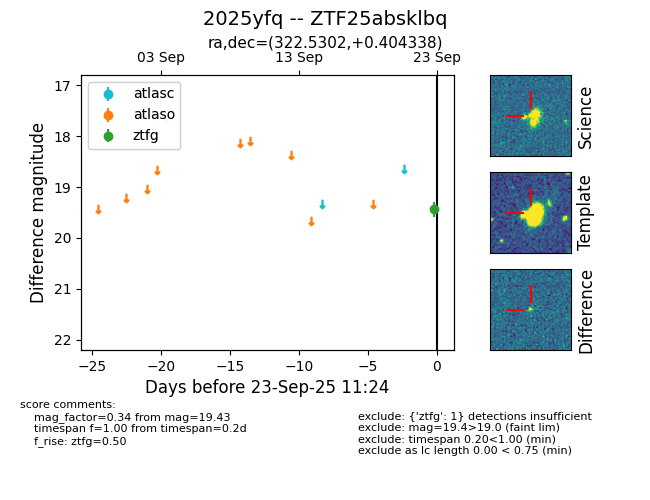 2025yfq -- ZTF25absklbq
ra,dec=(322.5302,+0.404338)
03 Sep 13 Sep 23 Sep
atlasc
atlaso
ztfg
17
18
19
20
21
22
Difference magnitude
−25 −20 −15 −10 −5 0
Days before 23-Sep-25 11:24
Science
Template
Difference
score comments:
mag_factor=0.34 from mag=19.43
timespan f=1.00 from timespan=0.2d
f_rise: ztfg=0.50
exclude: {'ztfg': 1} detections insufficient
exclude: mag=19.4>19.0 (faint lim)
exclude: timespan 0.20<1.00 (min)
exclude as lc length 0.00 < 0.75 (min)